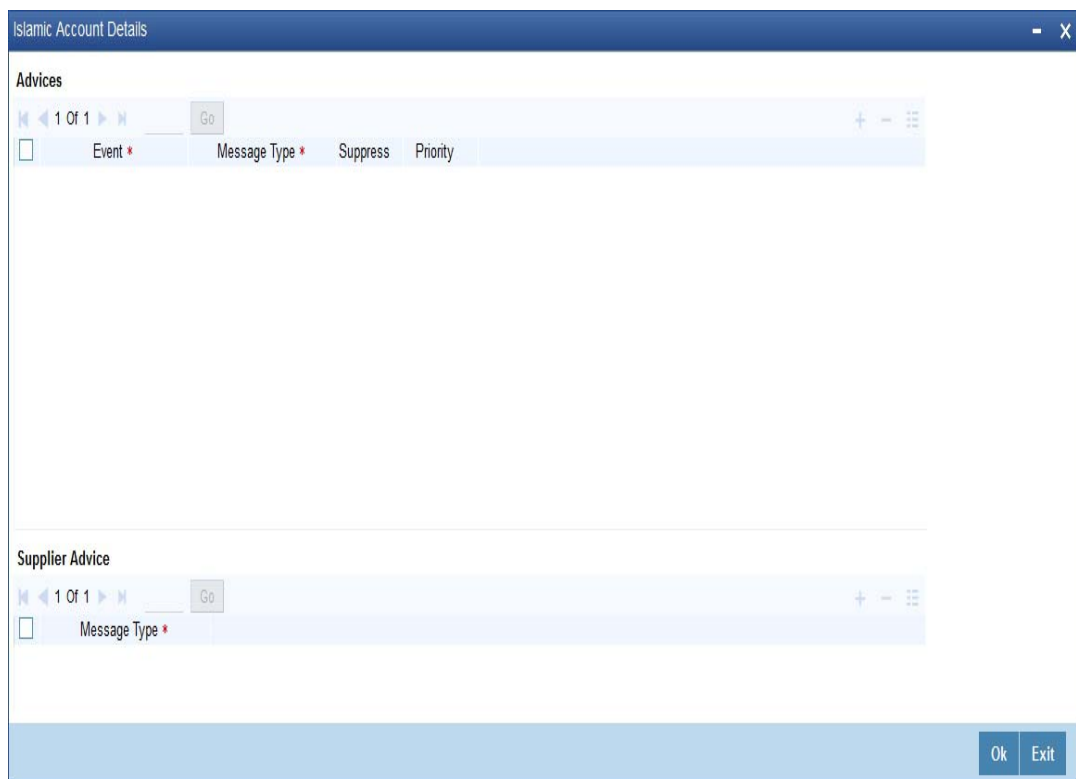 Islamic Account Details
Advices
1 Of 1 Go
Event * Message Type * Suppress Priority
Supplier Advice
1 Of 1 Go
Message Type *
Ok Exit